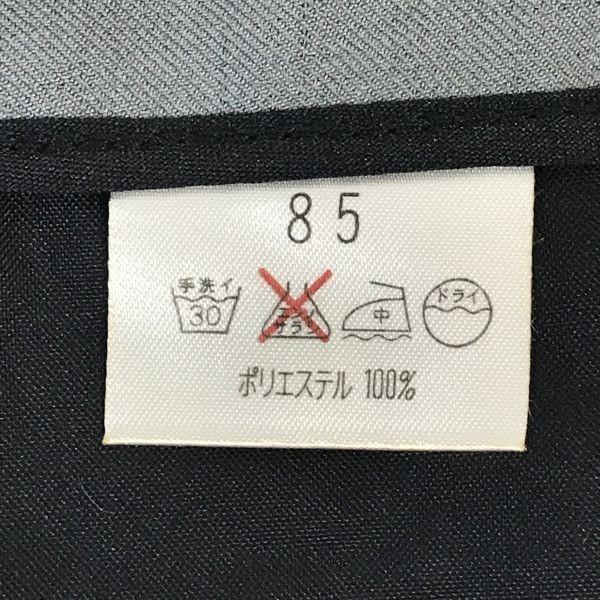 85
手洗イ
30
エンソ
サラシ
中
ドライ
ポリエステル 100%